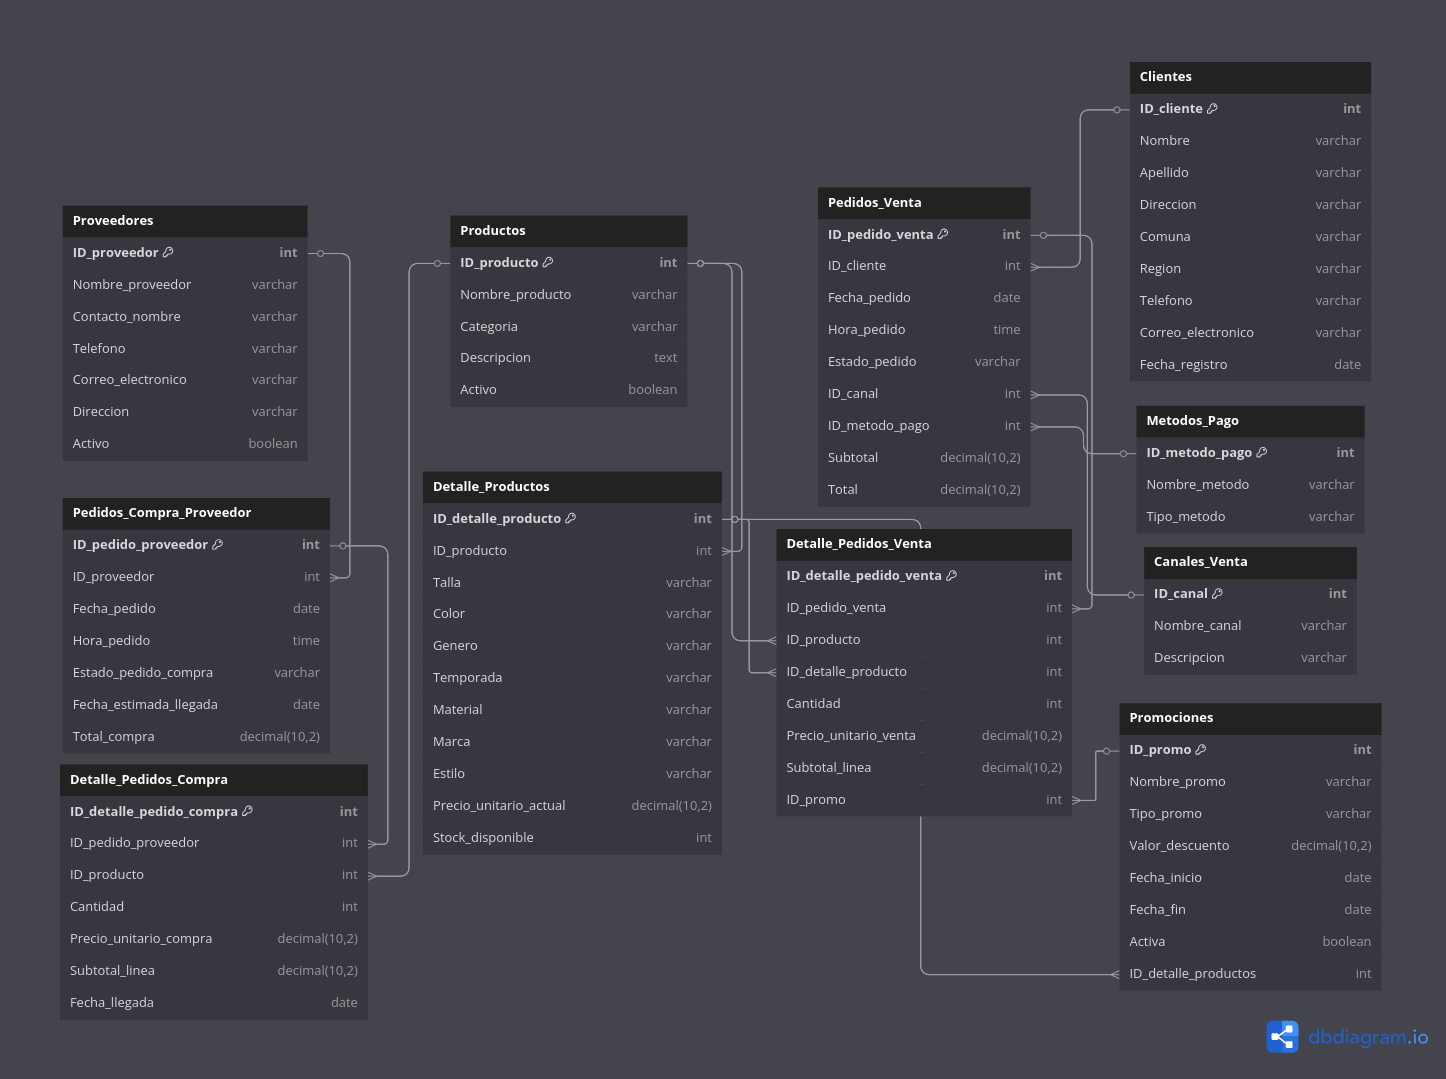 Proveedores
ID_proveedor int
Nombre_proveedor varchar
Contacto_nombre varchar
Telefono varchar
Correo_electronico varchar
Direccion varchar
Activo boolean
Pedidos_Compra_Proveedor
ID_pedido_proveedor int
ID_proveedor int
Fecha_pedido date
Hora_pedido time
Estado_pedido_compra varchar
Fecha_estimada_llegada date
Total_compra decimal(10,2)
Detalle_Pedidos_Compra
ID_detalle_pedido_compra int
ID_pedido_proveedor int
ID_producto int
Cantidad int
Precio_unitario_compra decimal(10,2)
Subtotal_linea decimal(10,2)
Fecha_llegada date
Productos
ID_producto int
Nombre_producto varchar
Categoria varchar
Descripcion text
Activo boolean
Detalle_Productos
ID_detalle_producto int
ID_producto int
Talla varchar
Color varchar
Genero varchar
Temporada varchar
Material varchar
Marca varchar
Estilo varchar
Precio_unitario_actual decimal(10,2)
Stock_disponible int
Pedidos_Venta
ID_pedido_venta int
ID_cliente int
Fecha_pedido date
Hora_pedido time
Estado_pedido varchar
ID_canal int
ID_metodo_pago int
Subtotal decimal(10,2)
Total decimal(10,2)
Detalle_Pedidos_Venta
ID_detalle_pedido_venta int
ID_pedido_venta int
ID_producto int
ID_detalle_producto int
Cantidad int
Precio_unitario_venta decimal(10,2)
Subtotal_linea decimal(10,2)
ID_promo int
Clientes
ID_cliente int
Nombre varchar
Apellido varchar
Direccion varchar
Comuna varchar
Region varchar
Telefono varchar
Correo_electronico varchar
Fecha_registro date
Metodos_Pago
ID_metodo_pago int
Nombre_metodo varchar
Tipo_metodo varchar
Canales_Venta
ID_canal int
Nombre_canal varchar
Descripcion varchar
Promociones
ID_promo int
Nombre_promo varchar
Tipo_promo varchar
Valor_descuento decimal(10,2)
Fecha_inicio date
Fecha_fin date
Activa boolean
ID_detalle_productos int
dbdiagram.io